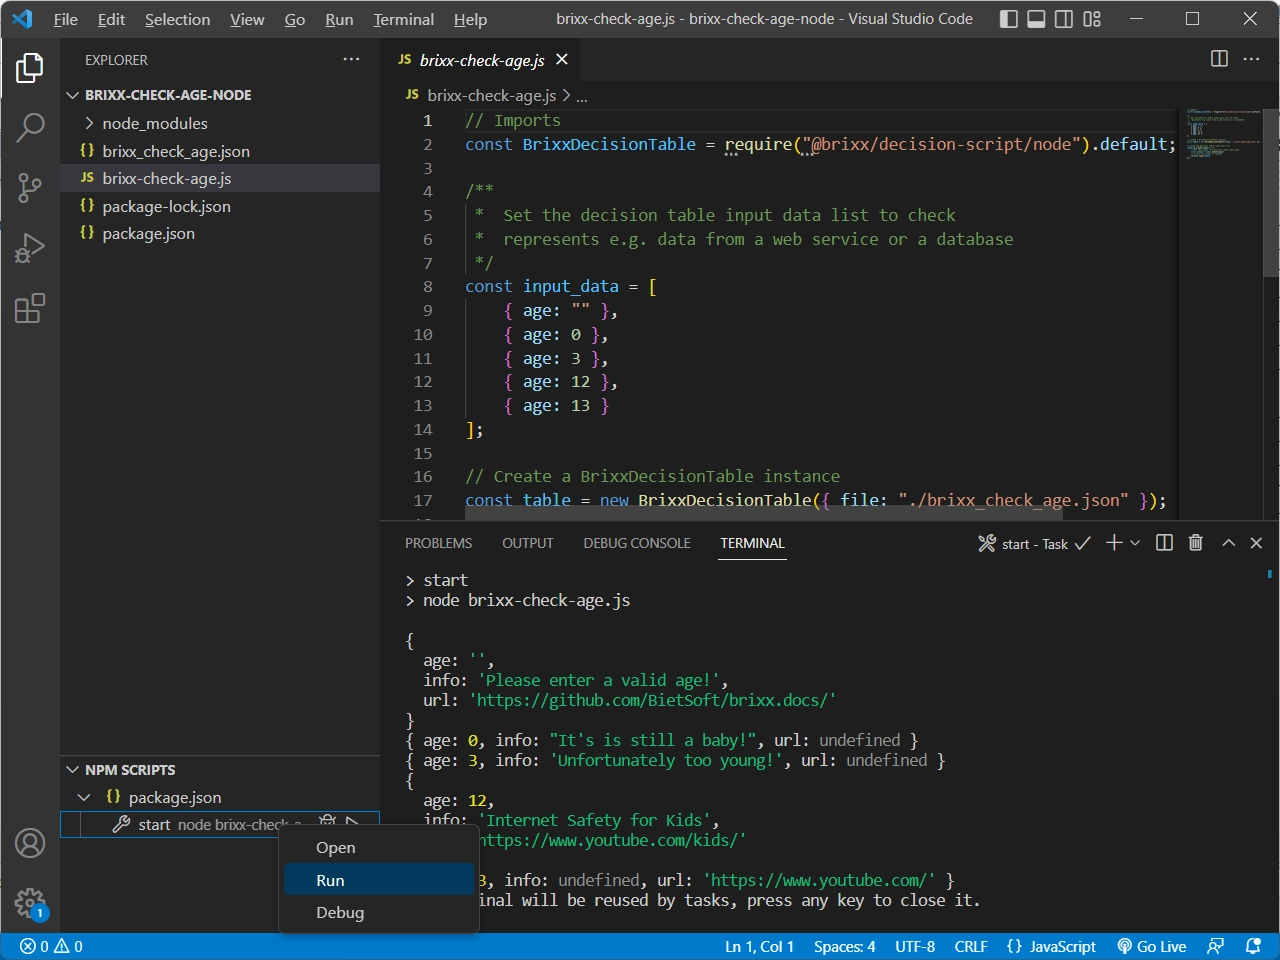 File Edit Selection View Go Run Terminal Help brixx-check-age.js - brixx-check-age-node - Visual Studio Code
EXPLORER
BRIXX-CHECK-AGE-NODE
node_modules
{} brixx_check_age.json
JS brixx-check-age.js
{} package-lock.json
{} package.json
NPM SCRIPTS
{} package.json
start node brixx-check-a
Open
Run
Debug
JS brixx-check-age.js
JS brixx-check-age.js > ...
1 // Imports
2 const BrixxDecisionTable = require("@brixx/decision-script/node").default;
3
4 /**
5 * Set the decision table input data list to check
6 * represents e.g. data from a web service or a database
7 */
8 const input_data = [
9 { age: "" },
10 { age: 0 },
11 { age: 3 },
12 { age: 12 },
13 { age: 13 }
14 ];
15
16 // Create a BrixxDecisionTable instance
17 const table = new BrixxDecisionTable({ file: "./brixx_check_age.json" });
PROBLEMS OUTPUT DEBUG CONSOLE TERMINAL start - Task
> start
> node brixx-check-age.js
{
age: '',
info: 'Please enter a valid age!',
url: 'https://github.com/BietSoft/brixx.docs/'
}
{ age: 0, info: "It's is still a baby!", url: undefined }
{ age: 3, info: 'Unfortunately too young!', url: undefined }
{
age: 12,
info: 'Internet Safety for Kids',
https://www.youtube.com/kids/'
3, info: undefined, url: 'https://www.youtube.com/' }
inal will be reused by tasks, press any key to close it.
1
0 0 Ln 1, Col 1 Spaces: 4 UTF-8 CRLF {} JavaScript Go Live